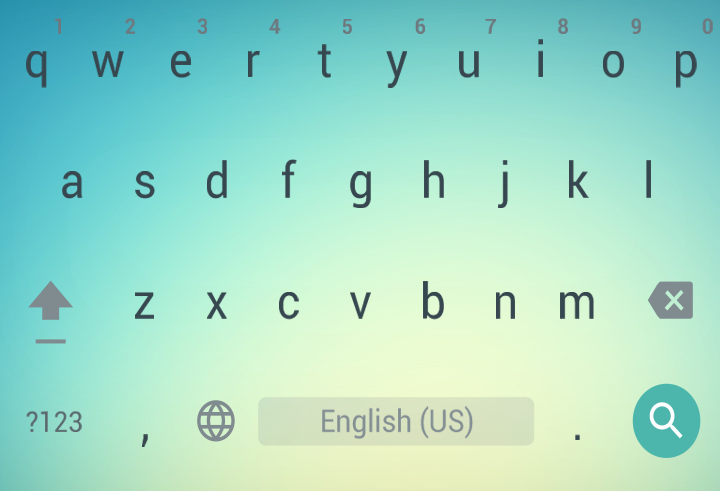 1 2 3 4 5 6 7 8 9 0
q w e r t y u i o p
a s d f g h j k l
z x c v b n m
?123 , English (US) .